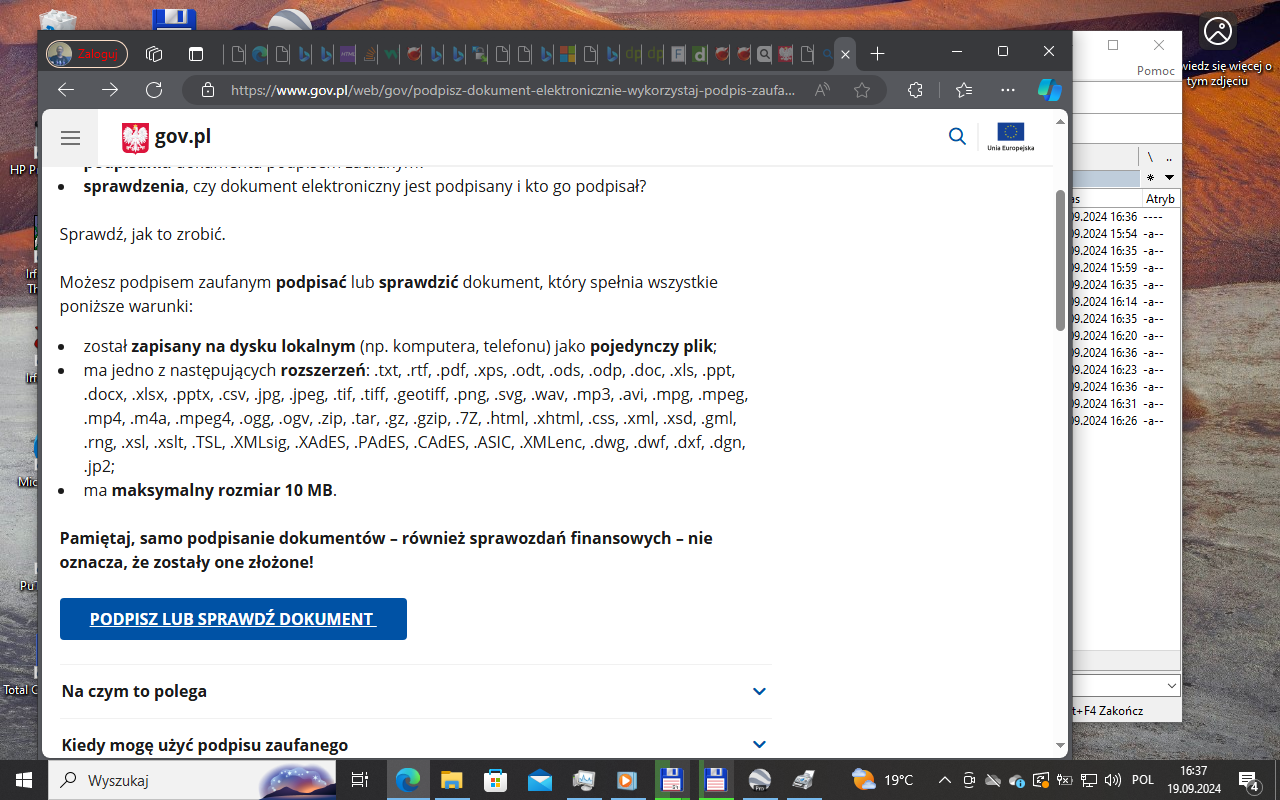 Zaloguj
https://www.gov.pl/web/gov/podpisz-dokument-elektronicznie-wykorzystaj-podpis-zaufa...
Pomoc
wiedz się więcej o
tym zdjęciu
gov.pl
Unia Europejska
sprawdzenia, czy dokument elektroniczny jest podpisany i kto go podpisał?
Sprawdź, jak to zrobić.
Możesz podpisem zaufanym podpisać lub sprawdzić dokument, który spełnia wszystkie
poniższe warunki:
został zapisany na dysku lokalnym (np. komputera, telefonu) jako pojedynczy plik;
ma jedno z następujących rozszerzeń: .txt, .rtf, .pdf, .xps, .odt, .ods, .odp, .doc, .xls, .ppt,
.docx, .xlsx, .pptx, .csv, .jpg, .jpeg, .tif, .tiff, .geotiff, .png, .svg, .wav, .mp3, .avi, .mpg, .mpeg,
.mp4, .m4a, .mpeg4, .ogg, .ogv, .zip, .tar, .gz, .gzip, .7Z, .html, .xhtml, .css, .xml, .xsd, .gml,
.rng, .xsl, .xslt, .TSL, .XMLsig, .XAdES, .PAdES, .CAdES, .ASIC, .XMLenc, .dwg, .dwf, .dxf, .dgn,
.jp2;
ma maksymalny rozmiar 10 MB.
Pamiętaj, samo podpisanie dokumentów – również sprawozdań finansowych – nie
oznacza, że zostały one złożone!
PODPISZ LUB SPRAWDŹ DOKUMENT
Na czym to polega
Kiedy mogę użyć podpisu zaufanego
\ ..
* 
as Atryb
09.2024 16:36 ----
09.2024 15:54 -a--
09.2024 16:35 -a--
09.2024 15:59 -a--
09.2024 16:35 -a--
09.2024 16:14 -a--
09.2024 16:35 -a--
09.2024 16:20 -a--
09.2024 16:36 -a--
09.2024 16:23 -a--
09.2024 16:36 -a--
09.2024 16:31 -a--
09.2024 16:26 -a--
t+F4 Zakończ
HP P
Irf
Th
Irf
Mic
Pu
Total C
Wyszukaj
19°C
POL
16:37
19.09.2024
4